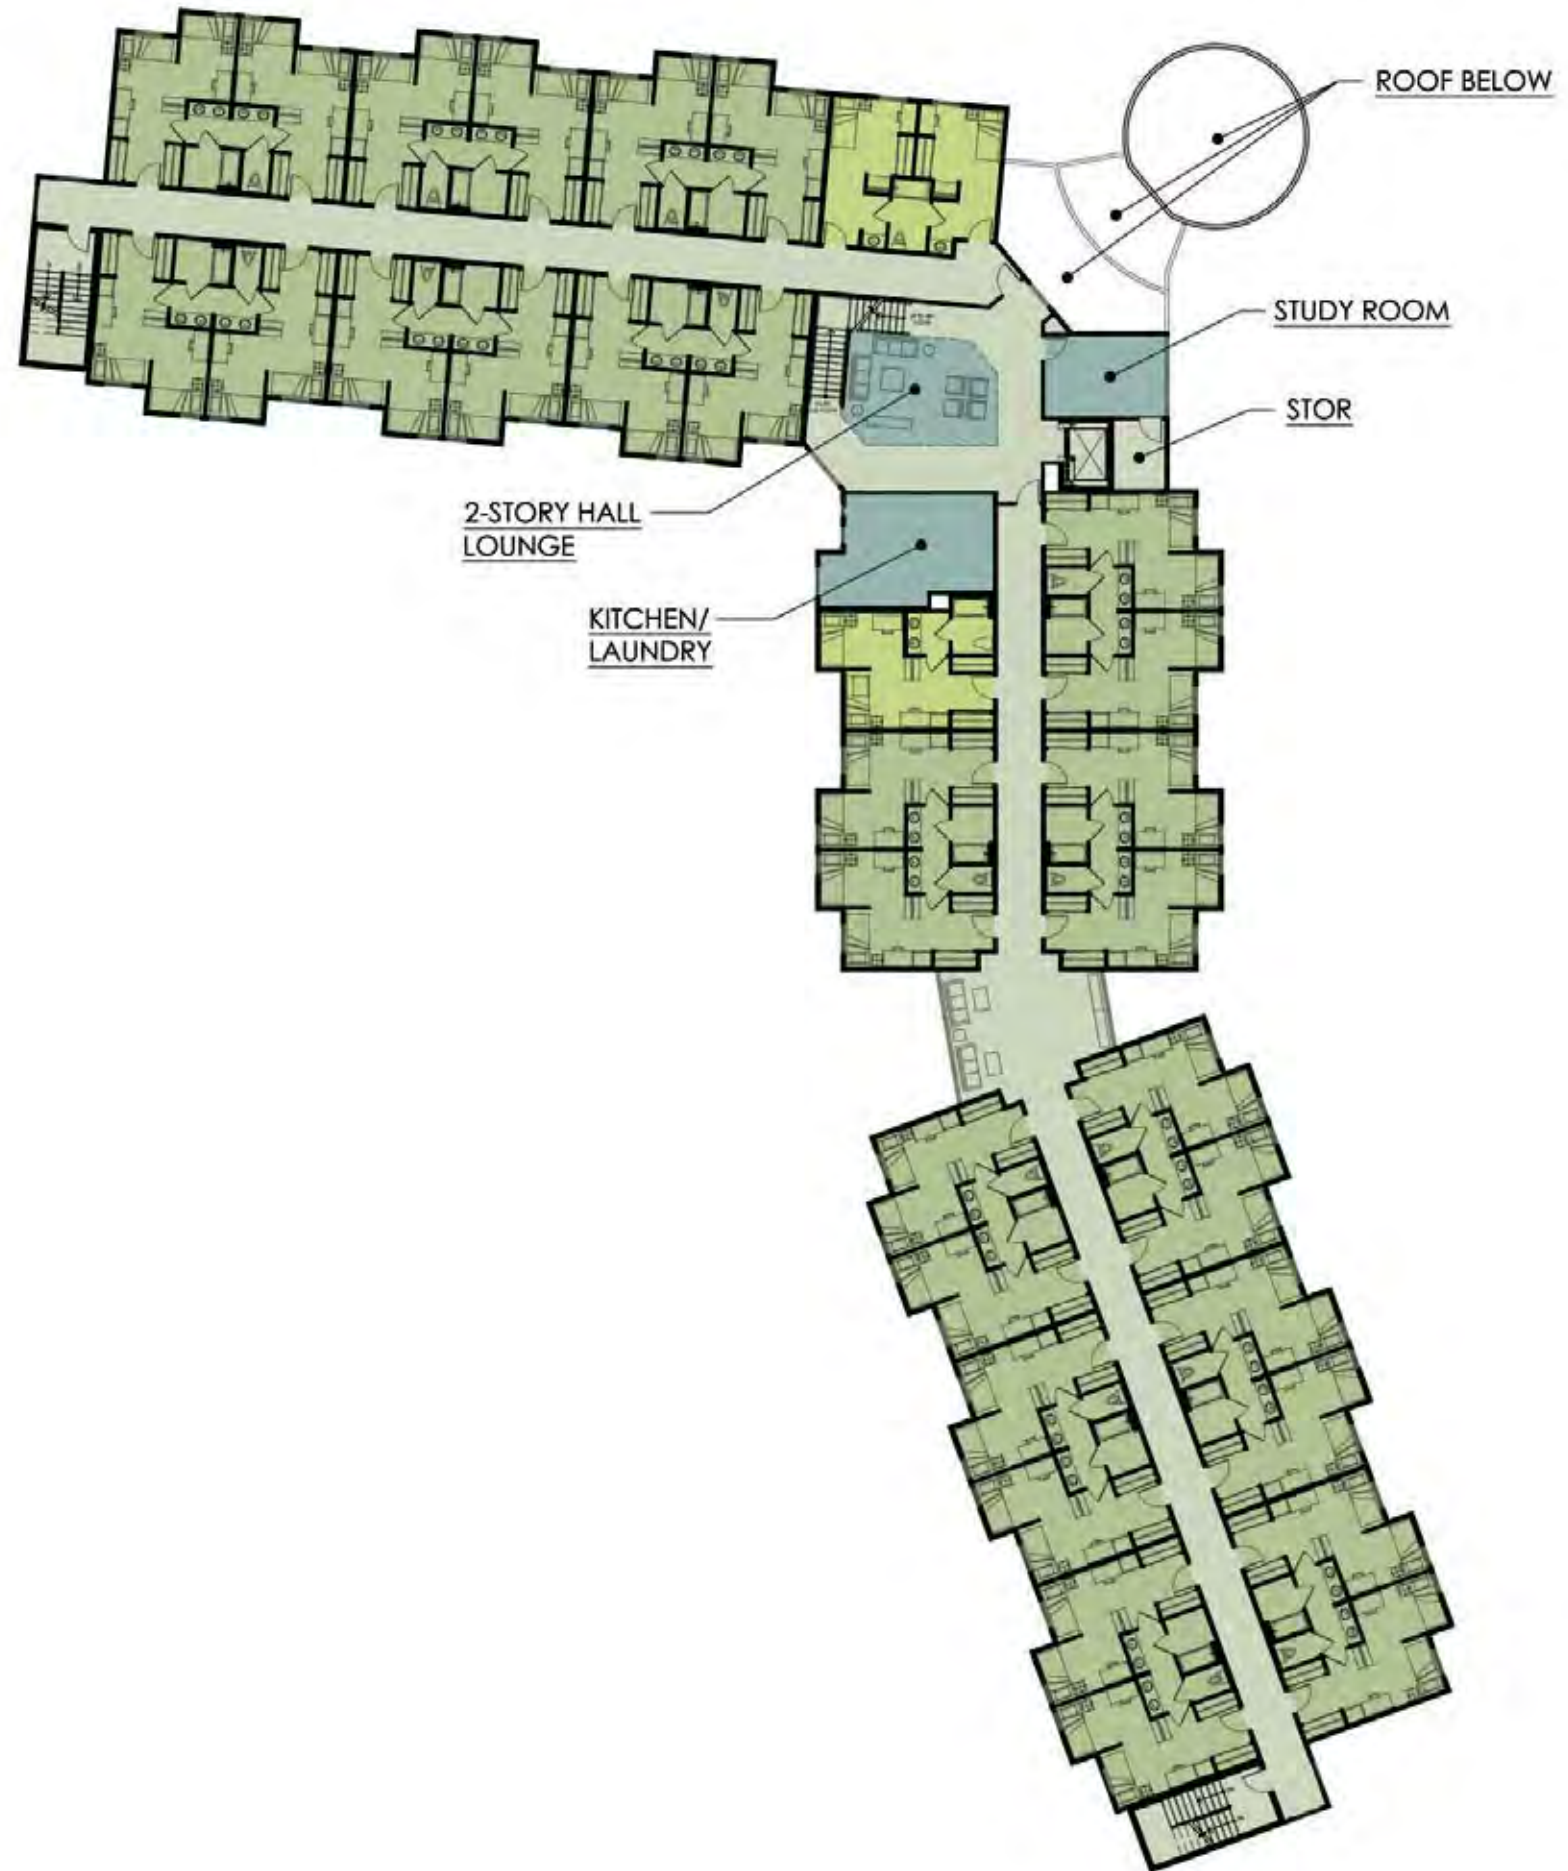 ROOF BELOW
STUDY ROOM
STOR
2-STORY HALL
LOUNGE
KITCHEN/
LAUNDRY